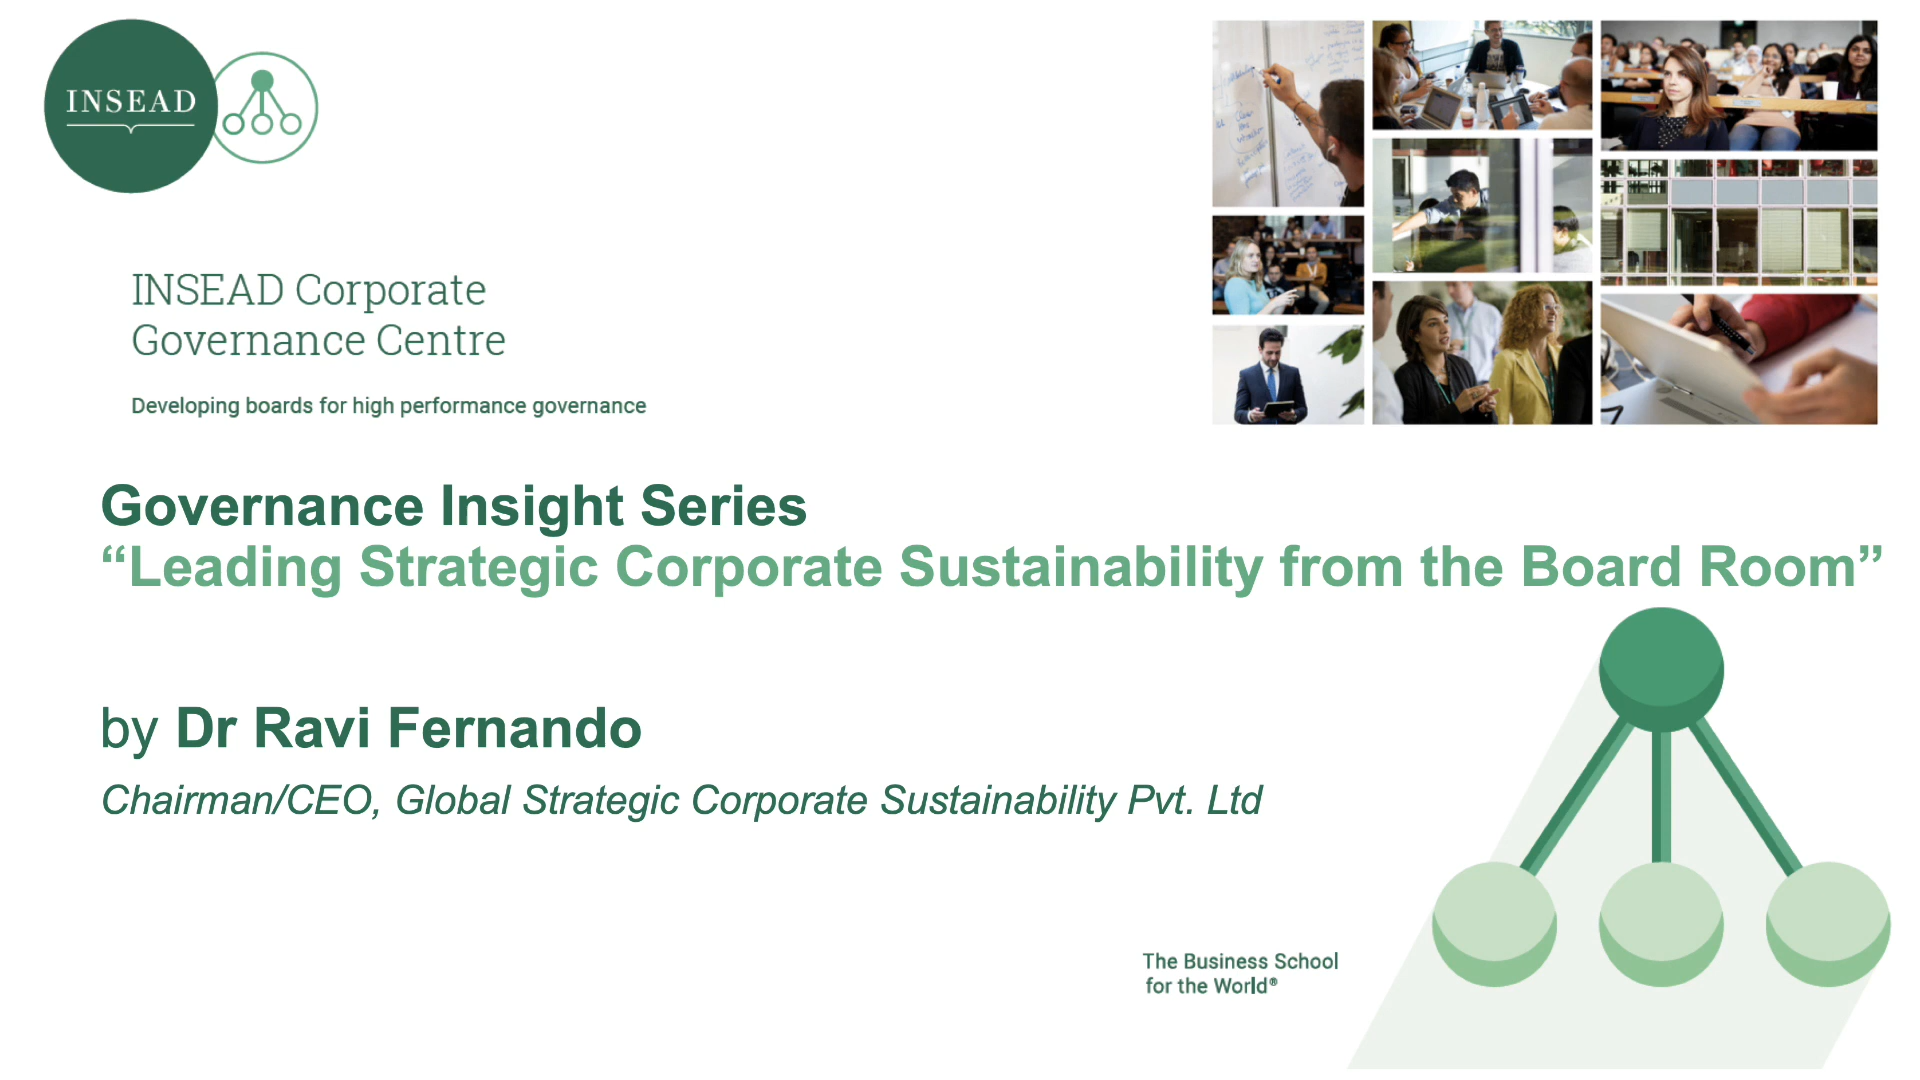 INSEAD
INSEAD Corporate
Governance Centre
Developing boards for high performance governance
Governance Insight Series
“Leading Strategic Corporate Sustainability from the Board Room”
by Dr Ravi Fernando
Chairman/CEO, Global Strategic Corporate Sustainability Pvt. Ltd
The Business School
for the World®